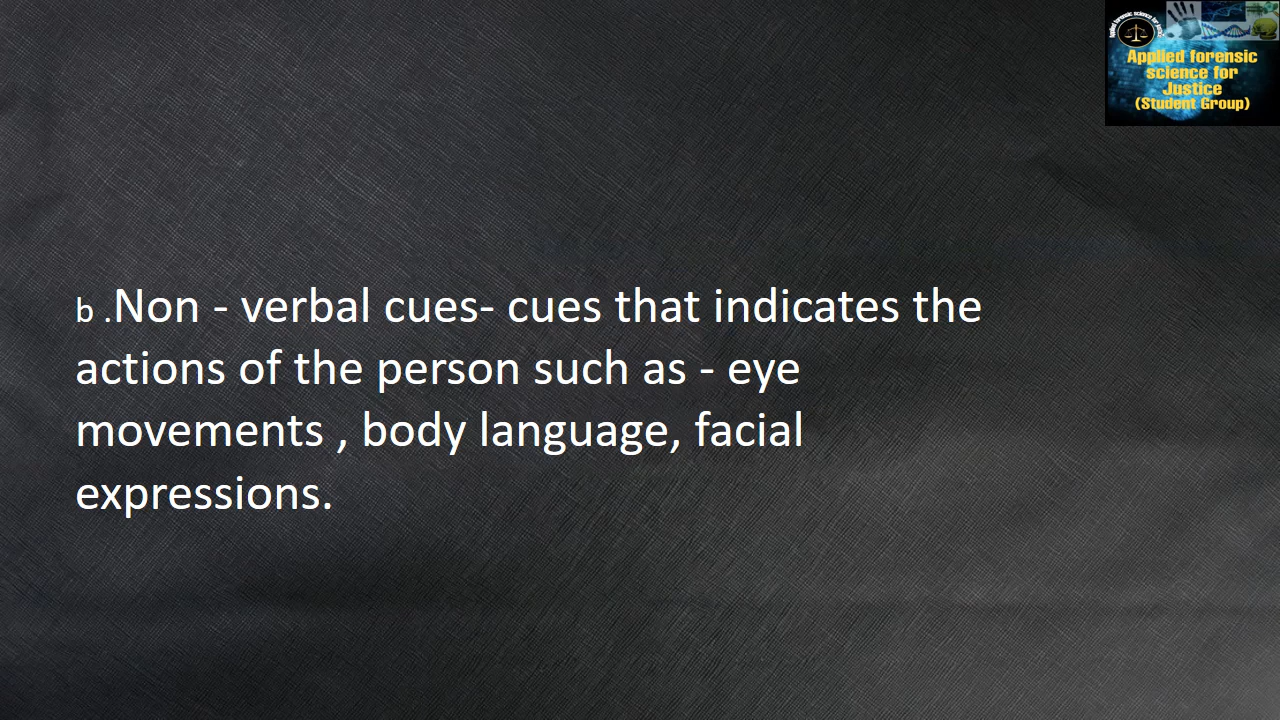 Applied forensic
science for
Justice
(Student Group)
b .Non - verbal cues- cues that indicates the
actions of the person such as - eye
movements , body language, facial
expressions.